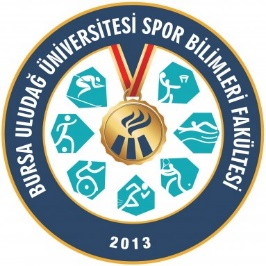 BURSA ULUDAĞ ÜNİVERSİTESİ SPOR BİLİMLERİ FAKÜLTESİ
2013